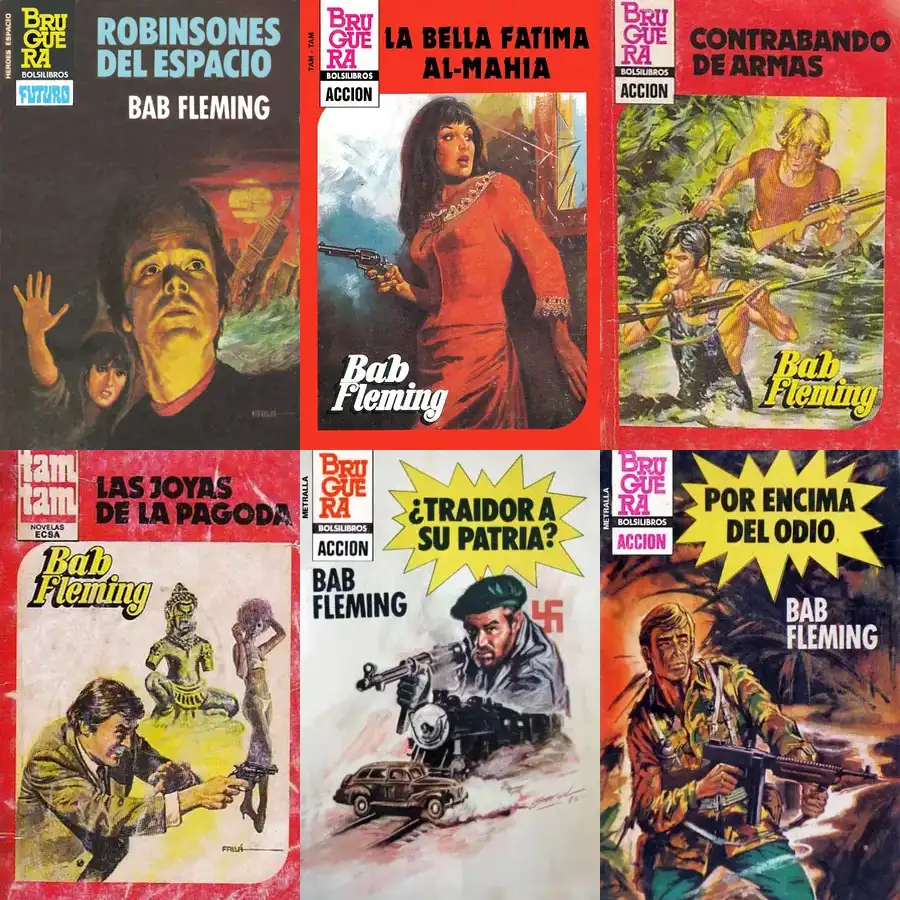 HEROES ESPACIO
BRU
GUE
RA
BOLSILIBROS
FUTURO
ROBINSONES
DEL ESPACIO
BAB FLEMING
FABÁ
TAM - TAM
BRU
GUE
RA
BOLSILIBROS
ACCION
LA BELLA FATIMA
AL-MAHIA
Bab
Fleming
BRU
GUE
RA
BOLSILIBROS
ACCION
CONTRABANDO
DE ARMAS
Bab
Fleming
tam
tam
NOVELAS
ECSA
LAS JOYAS
DE LA PAGODA
Bab
Fleming
FABÁ
METRALLA
BRU
GUE
RA
BOLSILIBROS
ACCION
¿TRAIDOR A
SU PATRIA?
BAB
FLEMING
METRALLA
BRU
GUE
RA
BOLSILIBROS
ACCION
POR ENCIMA
DEL ODIO
BAB
FLEMING